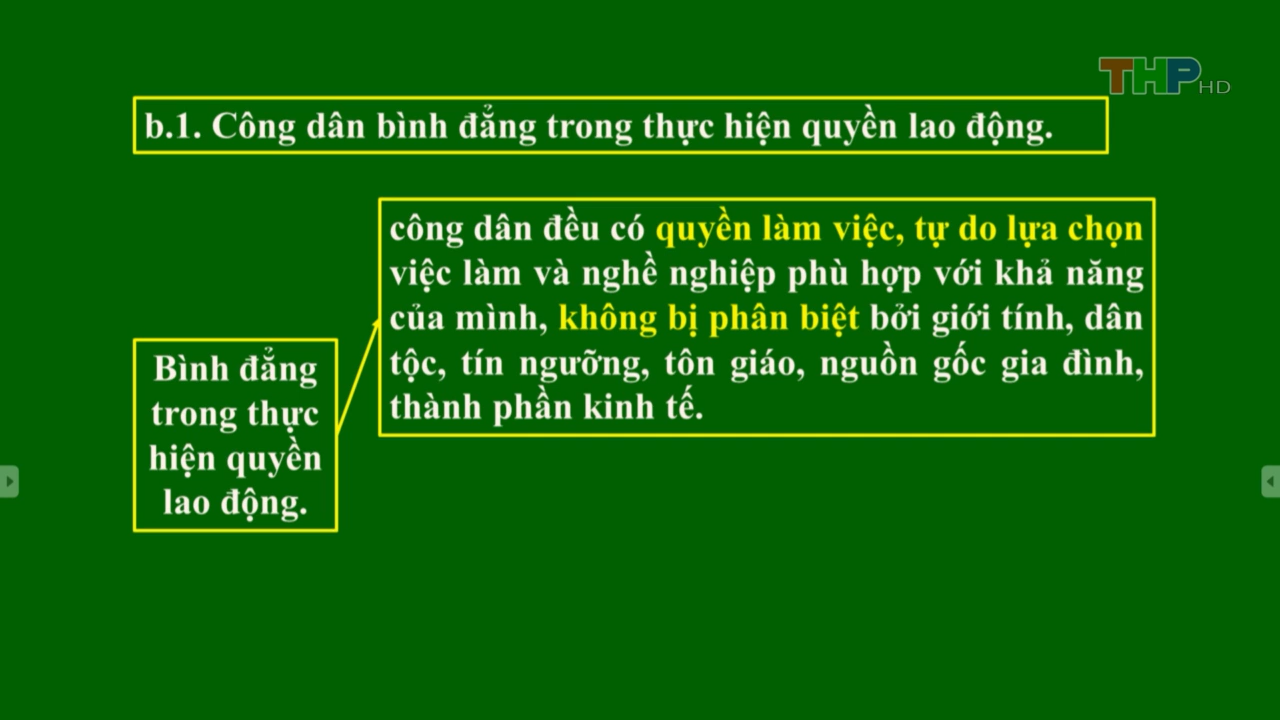 THP HD
b.1. Công dân bình đẳng trong thực hiện quyền lao động.
công dân đều có quyền làm việc, tự do lựa chọn
việc làm và nghề nghiệp phù hợp với khả năng
của mình, không bị phân biệt bởi giới tính, dân
tộc, tín ngưỡng, tôn giáo, nguồn gốc gia đình,
thành phần kinh tế.
Bình đẳng
trong thực
hiện quyền
lao động.